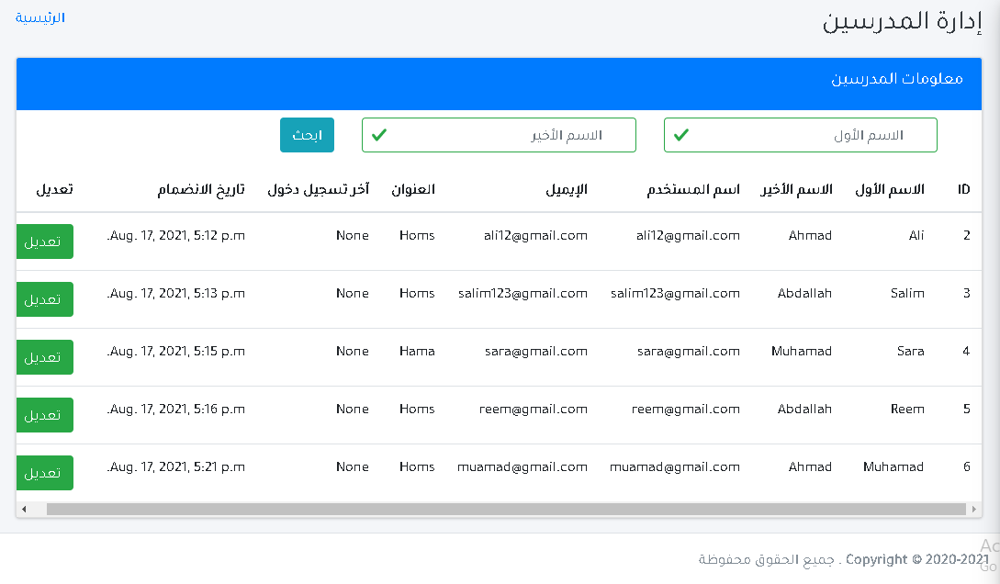 إدارة المدرسين
الرئيسية
معلومات المدرسين
الاسم الأول
الاسم الأخير
ابحث
ID الاسم الأول الاسم الأخير اسم المستخدم الإيميل العنوان آخر تسجيل دخول تاريخ الانضمام تعديل
2 Ali Ahmad ali12@gmail.com ali12@gmail.com Homs None Aug. 17, 2021, 5:12 p.m. تعديل
3 Salim Abdallah salim123@gmail.com salim123@gmail.com Homs None Aug. 17, 2021, 5:13 p.m. تعديل
4 Sara Muhamad sara@gmail.com sara@gmail.com Hama None Aug. 17, 2021, 5:15 p.m. تعديل
5 Reem Abdallah reem@gmail.com reem@gmail.com Homs None Aug. 17, 2021, 5:16 p.m. تعديل
6 Muhamad Ahmad muamad@gmail.com muamad@gmail.com Homs None Aug. 17, 2021, 5:21 p.m. تعديل
Copyright © 2020-2021 . جميع الحقوق محفوظة
Ac
Go